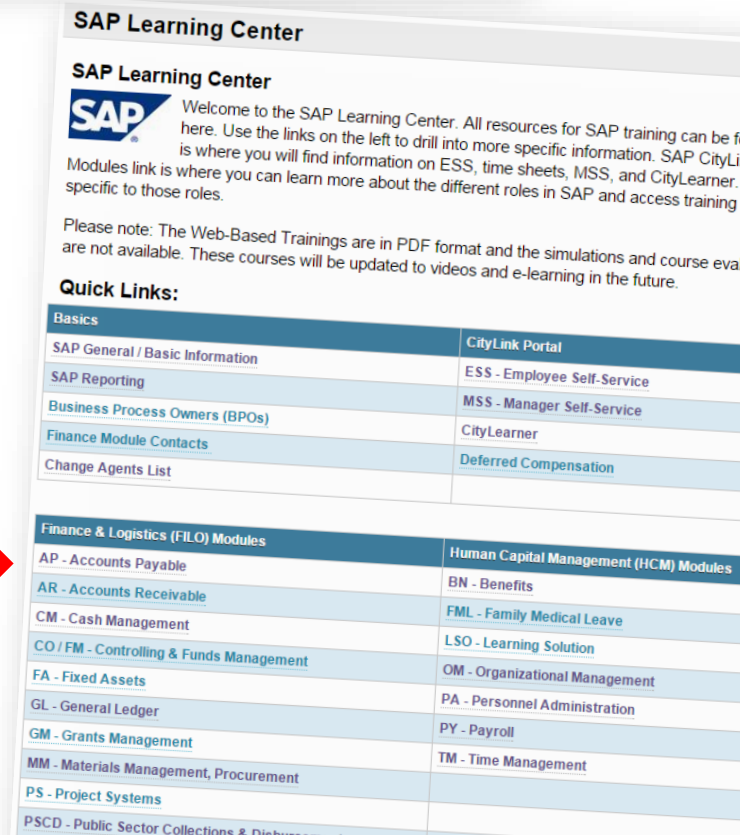 SAP Learning Center
SAP Learning Center
SAP
Welcome to the SAP Learning Center. All resources for SAP training can be
here. Use the links on the left to drill into more specific information. SAP
is where you will find information on ESS, time sheets, MSS, and CityLearner.
Modules link is where you can learn more about the different roles in SAP and access training
specific to those roles.
Please note: The Web-Based Trainings are in PDF format and the simulations and course
are not available. These courses will be updated to videos and e-learning in the future.
Quick Links:
Basics
CityLink Portal
SAP General / Basic Information
ESS - Employee Self-Service
SAP Reporting
MSS - Manager Self-Service
Business Process Owners (BPOs)
CityLearner
Finance Module Contacts
Deferred Compensation
Change Agents List
Finance & Logistics (FILO) Modules
Human Capital Management (HCM) Modules
AP - Accounts Payable
BN - Benefits
AR - Accounts Receivable
FML - Family Medical Leave
CM - Cash Management
LSO - Learning Solution
CO / FM - Controlling & Funds Management
OM - Organizational Management
FA - Fixed Assets
PA - Personnel Administration
GL - General Ledger
PY - Payroll
GM - Grants Management
TM - Time Management
MM - Materials Management, Procurement
PS - Project Systems
PSCD - Public Sector Collections &